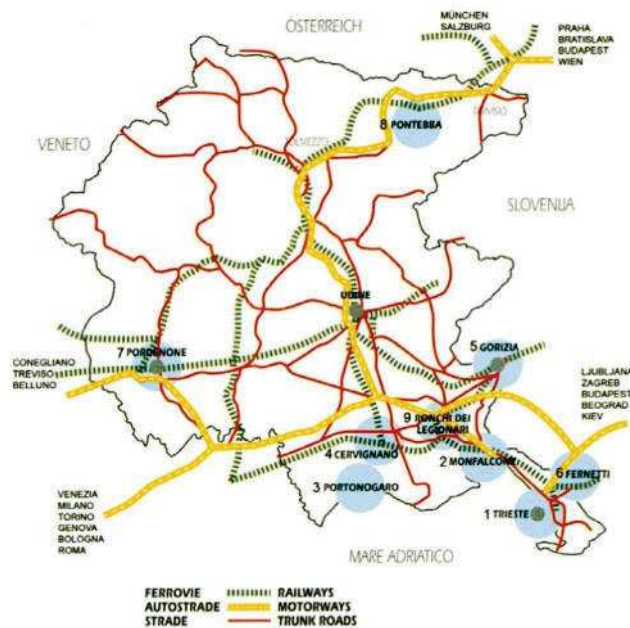 MÜNCHEN
SALZBURG
PRAHA
BRATISLAVA
BUDAPEST
WIEN
ÖSTERREICH
TARVISIO
8 PONTEBBA
TOLMEZZO
VENETO
SLOVENIJA
UDINE
7 PORDENONE
5 GORIZIA
CONEGLIANO
TREVISO
BELLUNO
LJUBLJANA
ZAGREB
BUDAPEST
BEOGRAD
KIEV
9 RONCHI DEI
LEGIONARI
4 CERVIGNANO
2 MONFALCONE
6 FERNETTI
3 PORTONOGARO
1 TRIESTE
VENEZIA
MILANO
TORINO
GENOVA
BOLOGNA
ROMA
MARE ADRIATICO
FERROVIE RAILWAYS
AUTOSTRADE MOTORWAYS
STRADE TRUNK ROADS